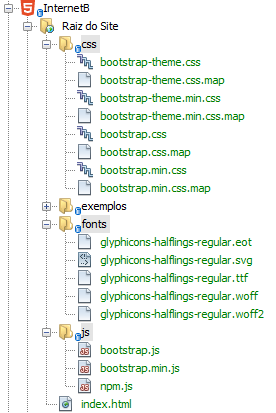 InternetB
Raiz do Site
css
bootstrap-theme.css
bootstrap-theme.css.map
bootstrap-theme.min.css
bootstrap-theme.min.css.map
bootstrap.css
bootstrap.css.map
bootstrap.min.css
bootstrap.min.css.map
exemplos
fonts
glyphicons-halflings-regular.eot
glyphicons-halflings-regular.svg
glyphicons-halflings-regular.ttf
glyphicons-halflings-regular.woff
glyphicons-halflings-regular.woff2
js
bootstrap.js
bootstrap.min.js
npm.js
index.html